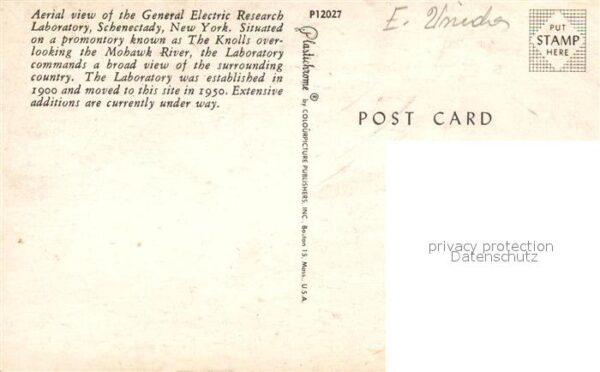 Aerial view of the General Electric Research
Laboratory, Schenectady, New York. Situated
on a promontory known as The Knolls over-
looking the Mohawk River, the Laboratory
commands a broad view of the surrounding
country. The Laboratory was established in
1900 and moved to this site in 1950. Extensive
additions are currently under way.
P12027
Plastichrome ® by COLOURPICTURE PUBLISHERS, INC. Boston 15, Mass., U.S.A.
E.
PUT
STAMP
HERE
POST CARD
privacy protection
Datenschutz